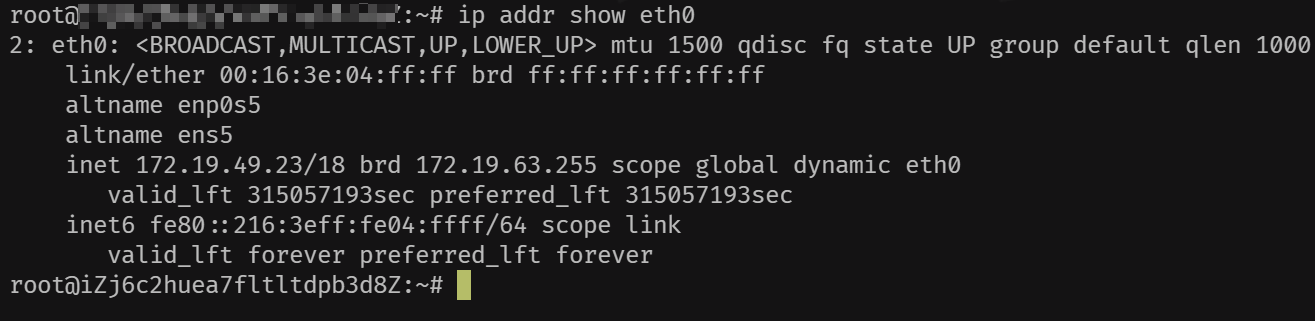 root@:~# ip addr show eth0
2: eth0: <BROADCAST,MULTICAST,UP,LOWER_UP> mtu 1500 qdisc fq state UP group default qlen 1000
link/ether 00:16:3e:04:ff:ff brd ff:ff:ff:ff:ff:ff
altname enp0s5
altname ens5
inet 172.19.49.23/18 brd 172.19.63.255 scope global dynamic eth0
valid_lft 315057193sec preferred_lft 315057193sec
inet6 fe80::216:3eff:fe04:ffff/64 scope link
valid_lft forever preferred_lft forever
root@iZj6c2huea7fltltdpb3d8Z:~#